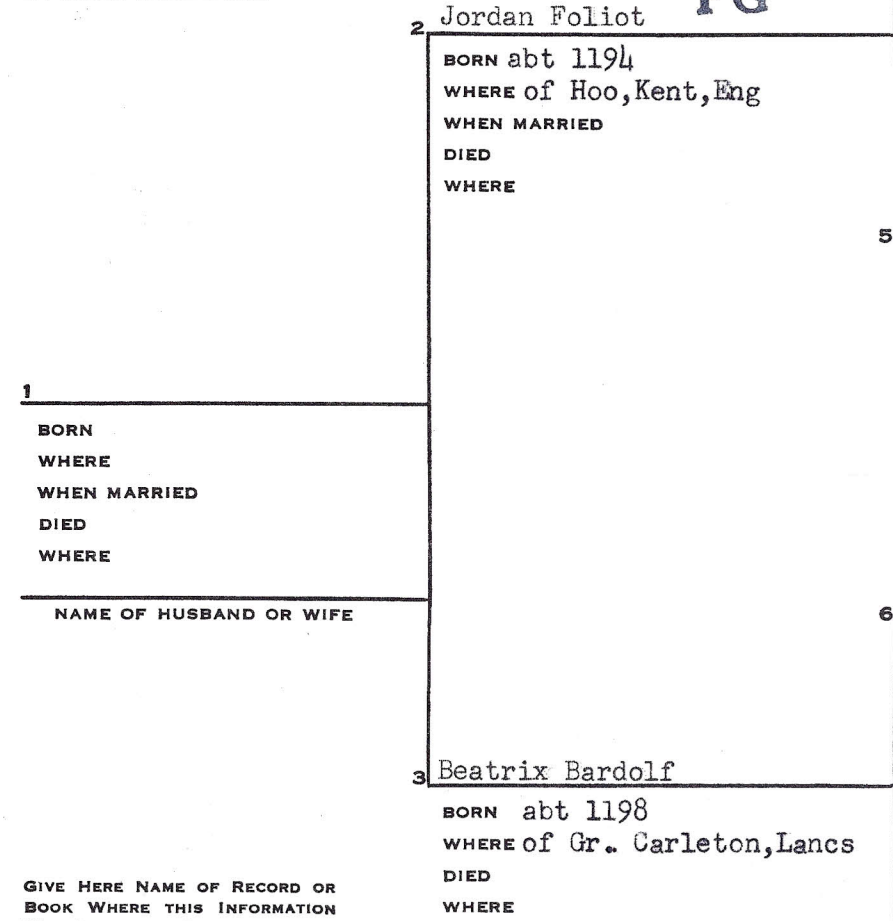 2 Jordan Foliot
BORN abt 1194
WHERE of Hoo,Kent,Eng
WHEN MARRIED
DIED
WHERE
5
1
BORN
WHERE
WHEN MARRIED
DIED
WHERE
NAME OF HUSBAND OR WIFE
6
3 Beatrix Bardolf
BORN abt 1198
WHERE of Gr. Carleton,Lancs
DIED
WHERE
GIVE HERE NAME OF RECORD OR
BOOK WHERE THIS INFORMATION